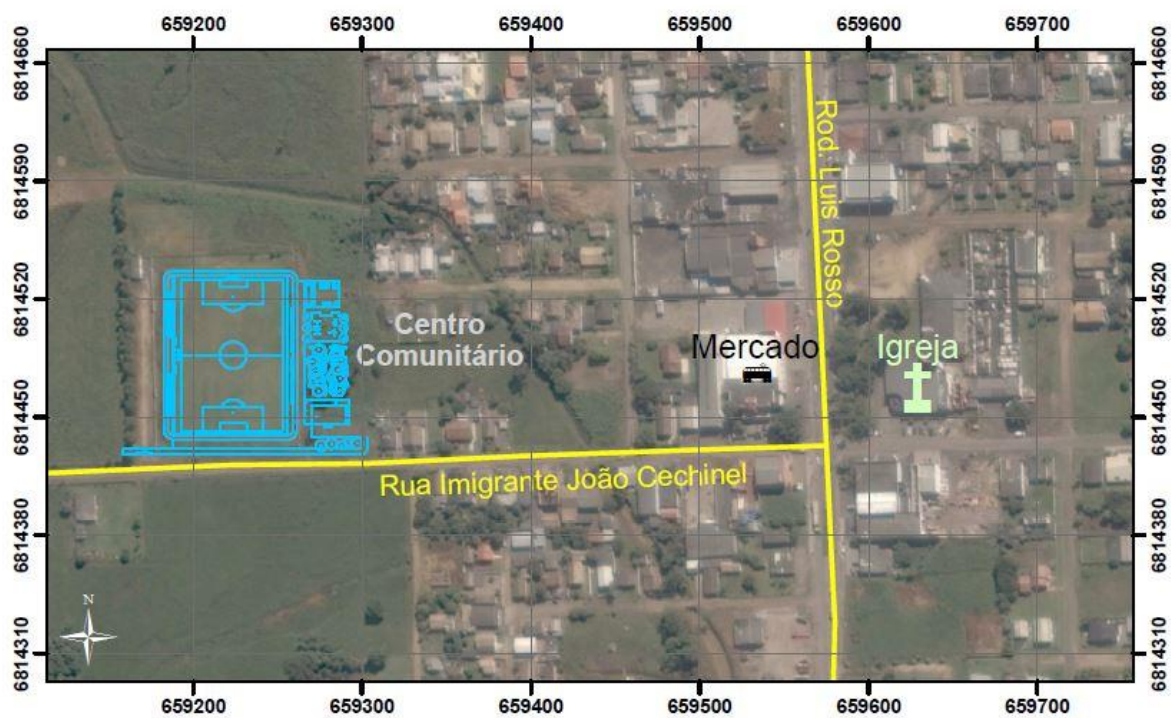 659200 659300 659400 659500 659600 659700
6814660
6814660
6814590
6814590
6814520
6814520
6814450
6814450
6814380
6814380
6814310
6814310
Rod. Luis Rosso
Centro
Comunitário
Mercado
Igreja
Rua Imigrante João Cechinel
N
659200 659300 659400 659500 659600 659700